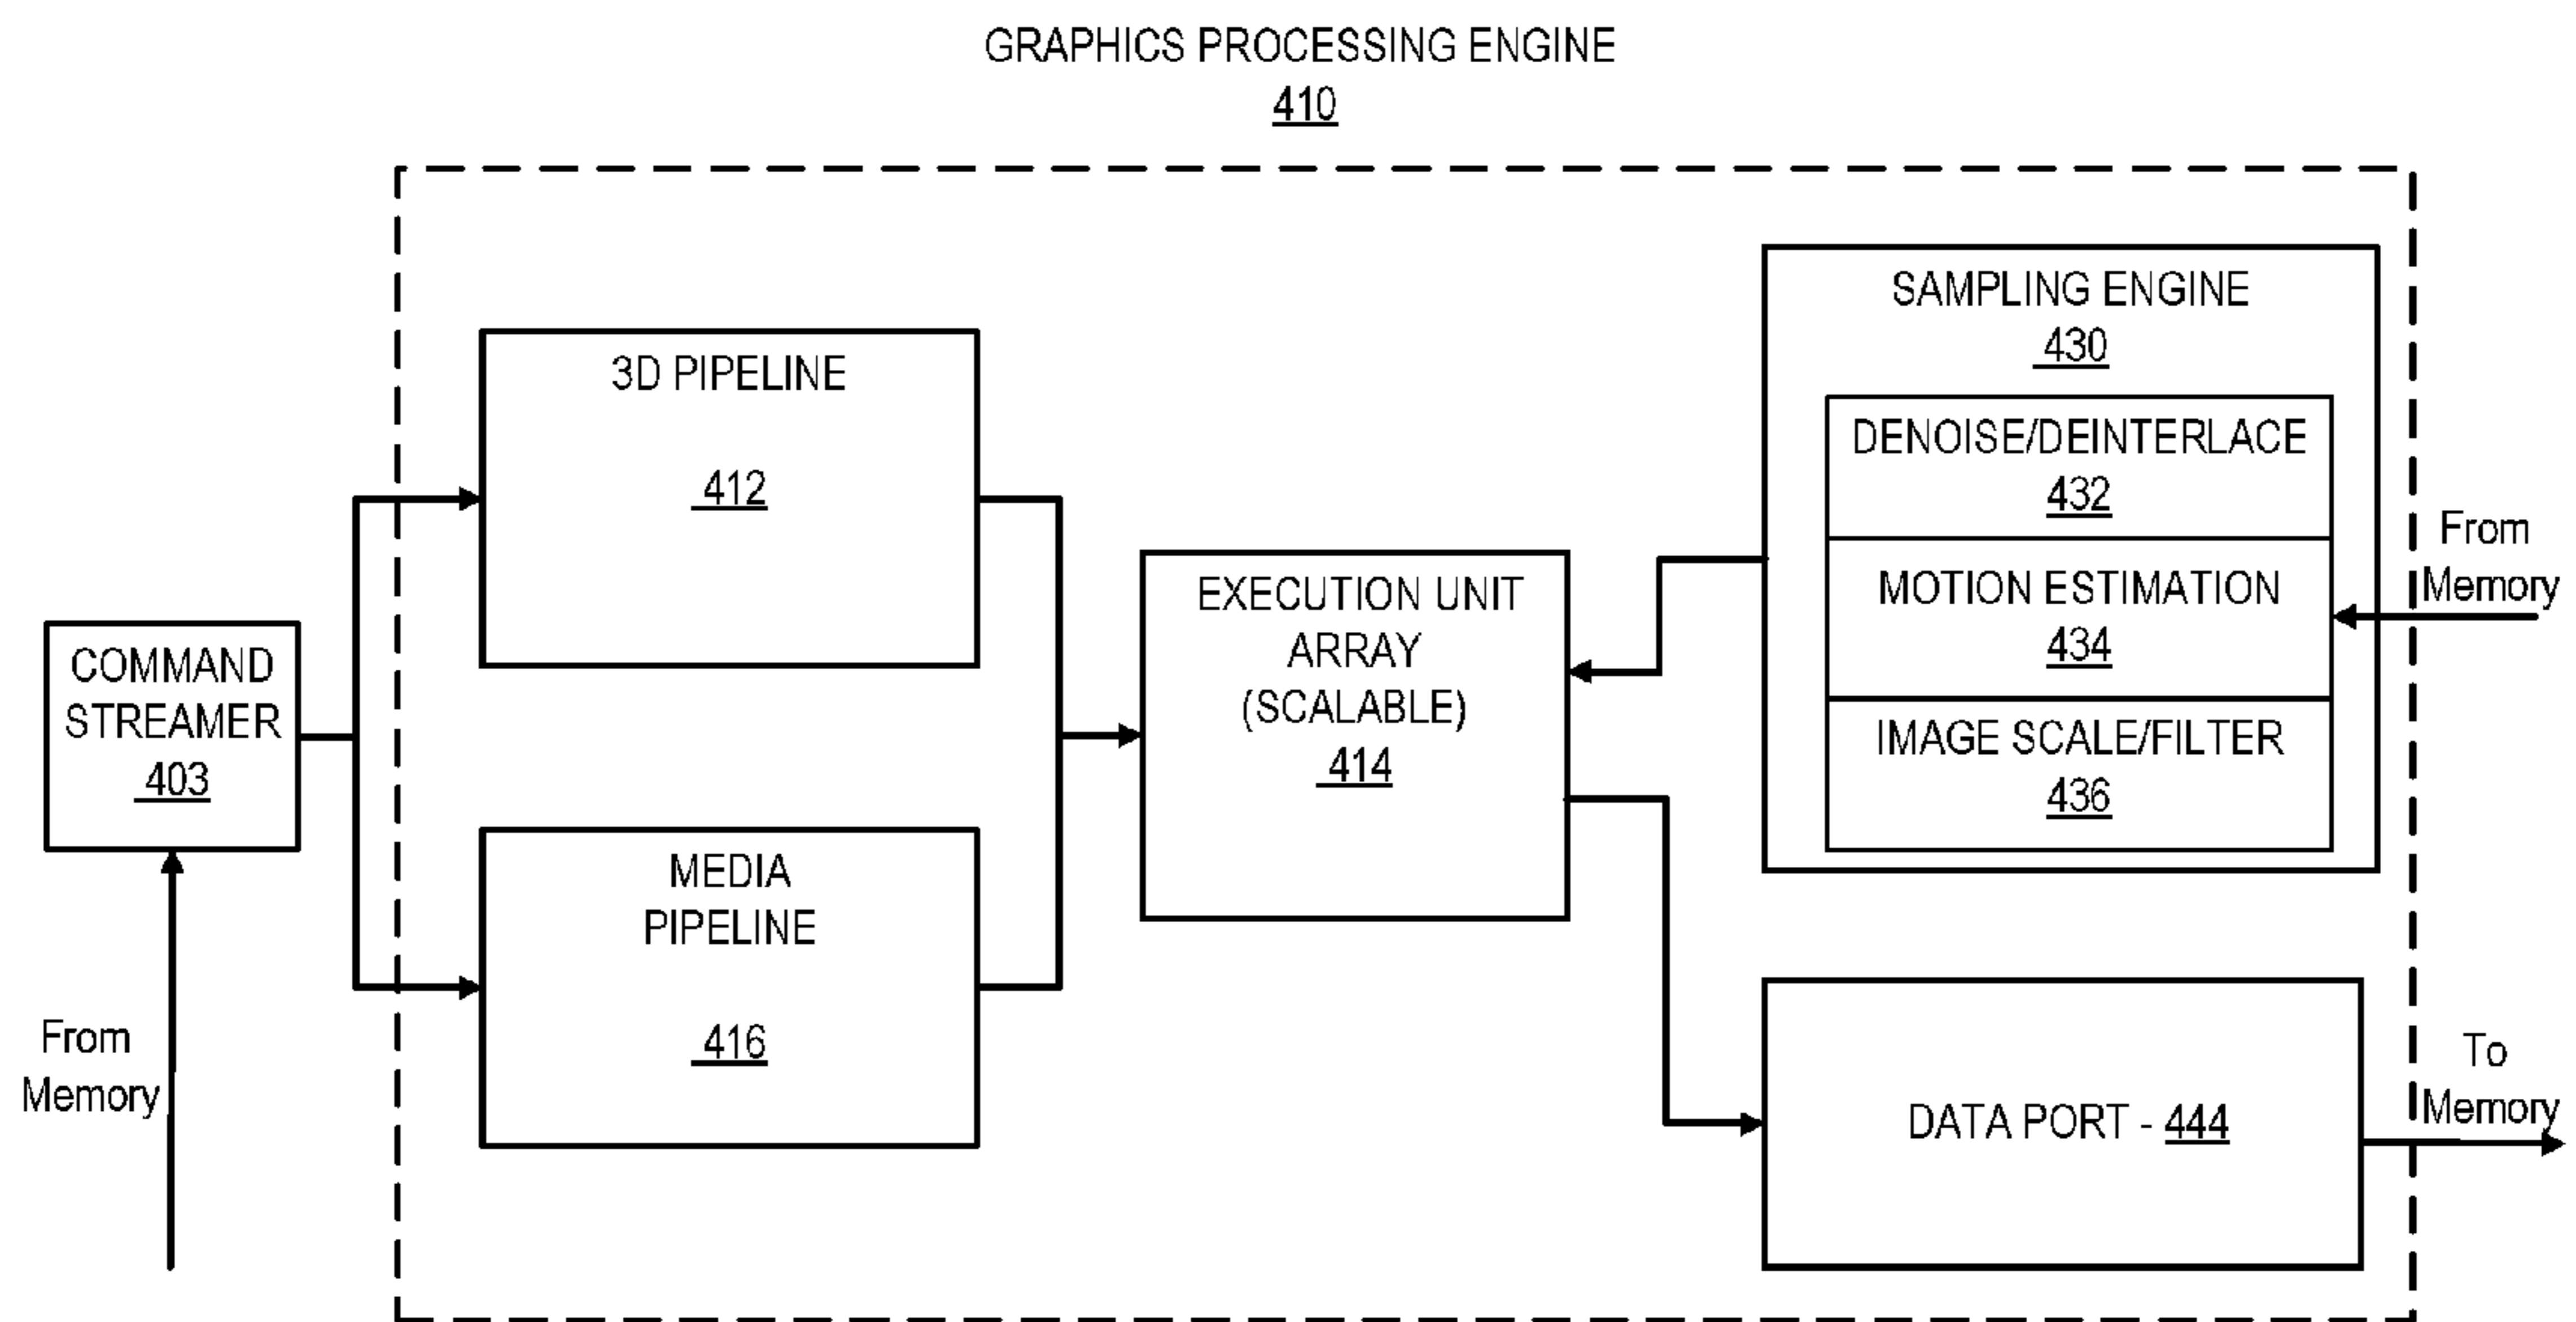 GRAPHICS PROCESSING ENGINE
410
SAMPLING ENGINE
430
3D PIPELINE
412
DENOISE/DEINTERLACE
432
MOTION ESTIMATION
434
IMAGE SCALE/FILTER
436
From
Memory
EXECUTION UNIT
ARRAY
(SCALABLE)
414
COMMAND
STREAMER
403
MEDIA
PIPELINE
416
From
Memory
DATA PORT - 444
To
Memory